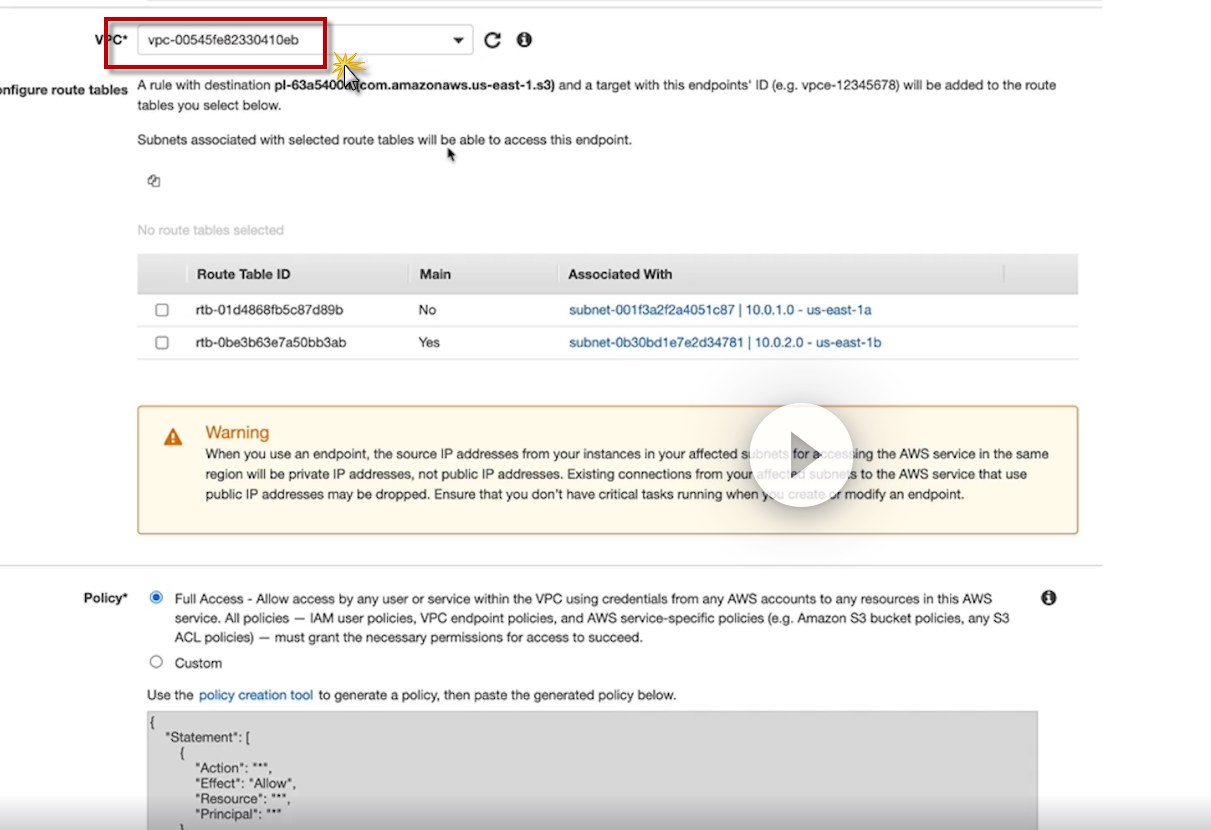 VPC* vpc-00545fe82330410eb
onfigure route tables A rule with destination pl-63a5400 (com.amazonaws.us-east-1.s3) and a target with this endpoints' ID (e.g. vpce-12345678) will be added to the route
tables you select below.
Subnets associated with selected route tables will be able to access this endpoint.
No route tables selected
Route Table ID Main Associated With
rtb-01d4868fb5c87d89b No subnet-001f3a2f2a4051c87 | 10.0.1.0 - us-east-1a
rtb-0be3b63e7a50bb3ab Yes subnet-0b30bd1e7e2d34781 | 10.0.2.0 - us-east-1b
Warning
When you use an endpoint, the source IP addresses from your instances in your affected subnets for accessing the AWS service in the same
region will be private IP addresses, not public IP addresses. Existing connections from your affected subnets to the AWS service that use
public IP addresses may be dropped. Ensure that you don't have critical tasks running when you create or modify an endpoint.
Policy* Full Access - Allow access by any user or service within the VPC using credentials from any AWS accounts to any resources in this AWS
service. All policies — IAM user policies, VPC endpoint policies, and AWS service-specific policies (e.g. Amazon S3 bucket policies, any S3
ACL policies) — must grant the necessary permissions for access to succeed.
Custom
Use the policy creation tool to generate a policy, then paste the generated policy below.
{
"Statement": [
{
"Action": "*",
"Effect": "Allow",
"Resource": "*",
"Principal": "*"
}